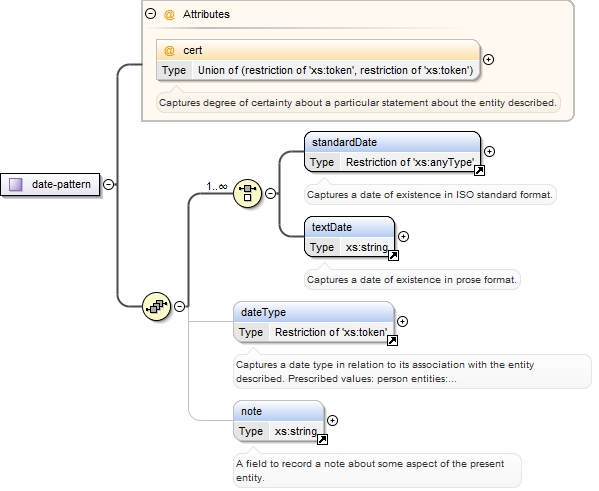 Attributes
cert
Type Union of (restriction of 'xs:token', restriction of 'xs:token')
Captures degree of certainty about a particular statement about the entity described.
date-pattern
1..∞
standardDate
Type Restriction of 'xs:anyType'
Captures a date of existence in ISO standard format.
textDate
Type xs:string
Captures a date of existence in prose format.
dateType
Type Restriction of 'xs:token'
Captures a date type in relation to its association with the entity
described. Prescribed values: person entities:...
note
Type xs:string
A field to record a note about some aspect of the present
entity.